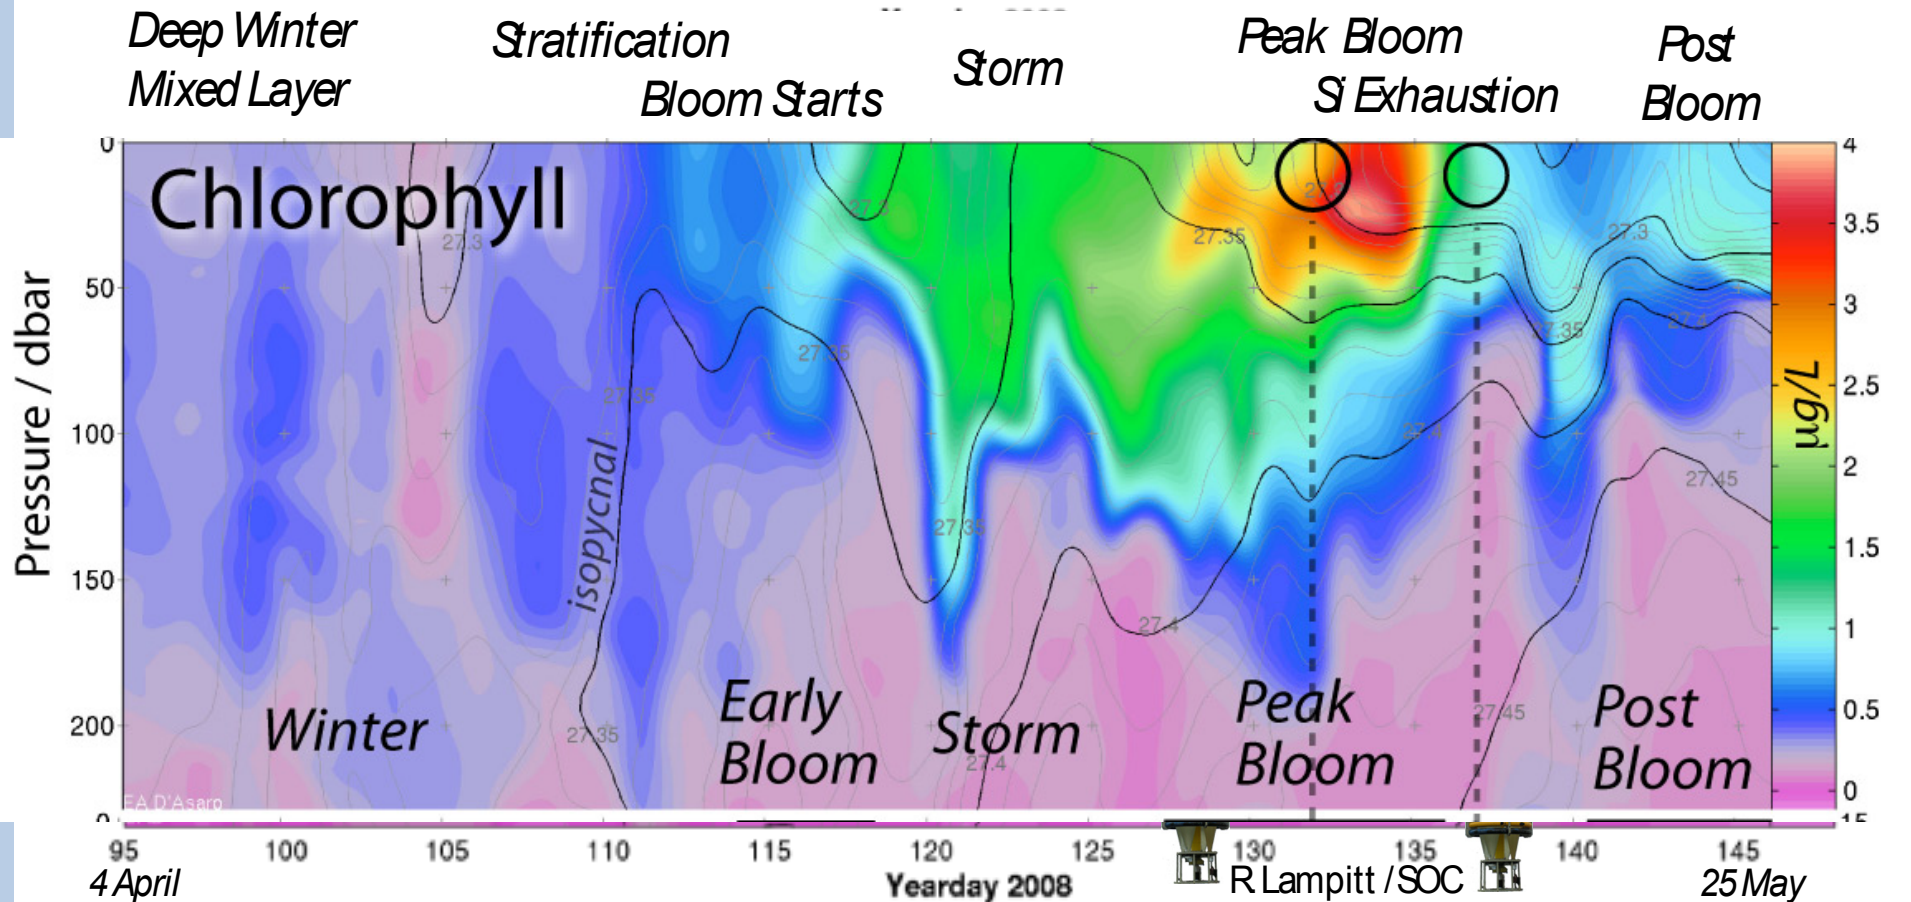 Deep Winter
Mixed Layer
Stratification
Bloom Starts
Storm
Peak Bloom
Si Exhaustion
Post
Bloom
Chlorophyll
Pressure / dbar
0
50
100
150
200
isopycnal
27.3
27.35
27.35
27.3
27.35
27.35
27.4
27.35
27.4
27.4
27.45
27.35
27.3
27.4
27.45
Winter
Early
Bloom
Storm
Peak
Bloom
Post
Bloom
EA D'Asaro
4
3.5
3
2.5
2
1.5
1
0.5
0
µg/L
95
100
105
110
115
120
125
130
135
140
145
4 April
Yearday 2008
R Lampitt / SOC
25 May